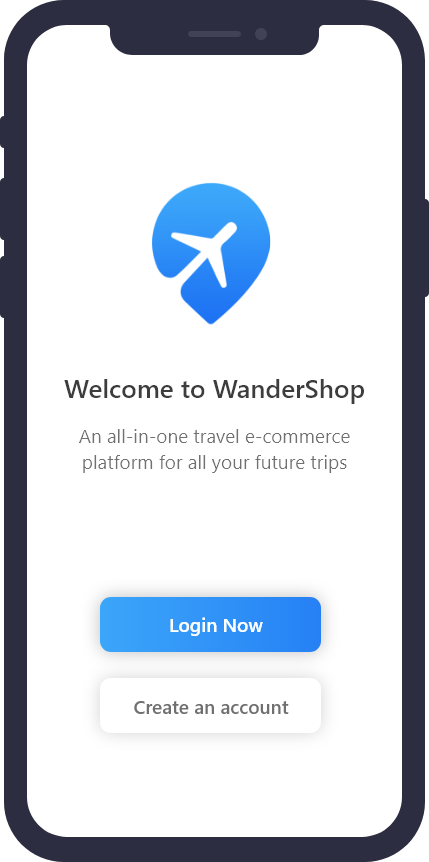 Welcome to WanderShop
An all-in-one travel e-commerce
platform for all your future trips
Login Now
Create an account